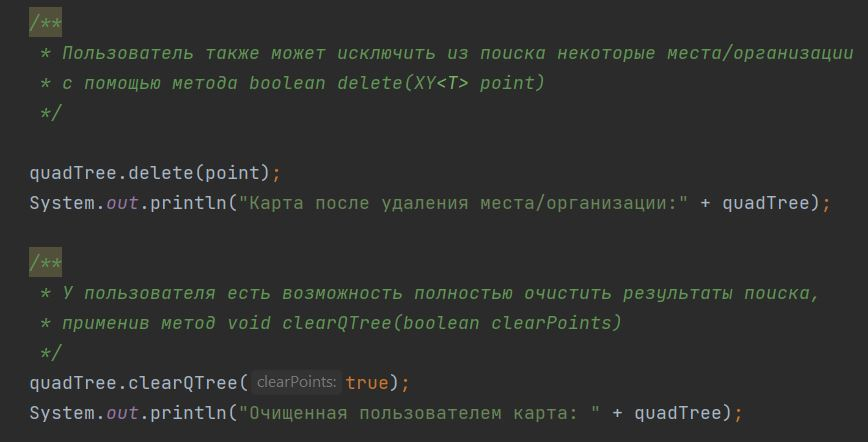 /**
* Пользователь также может исключить из поиска некоторые места/организации
* с помощью метода boolean delete(XY<T> point)
*/
quadTree.delete(point);
System.out.println("Карта после удаления места/организации:" + quadTree);
/**
* У пользователя есть возможность полностью очистить результаты поиска,
* применив метод void clearQTree(boolean clearPoints)
*/
quadTree.clearQTree( clearPoints: true);
System.out.println("Очищенная пользователем карта: " + quadTree);